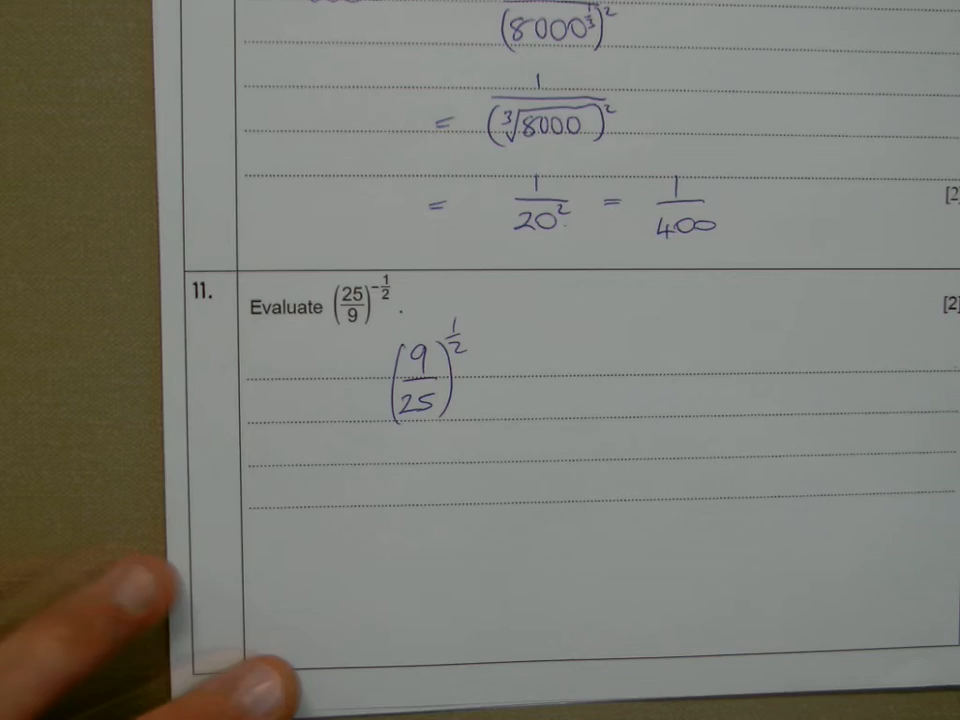 (8000^{1/3})^2
= 1/(∛8000)^2
= 1/20^2 = 1/400
[2]
11. Evaluate (25/9)^{-1/2}. [2]
(9/25)^{1/2}